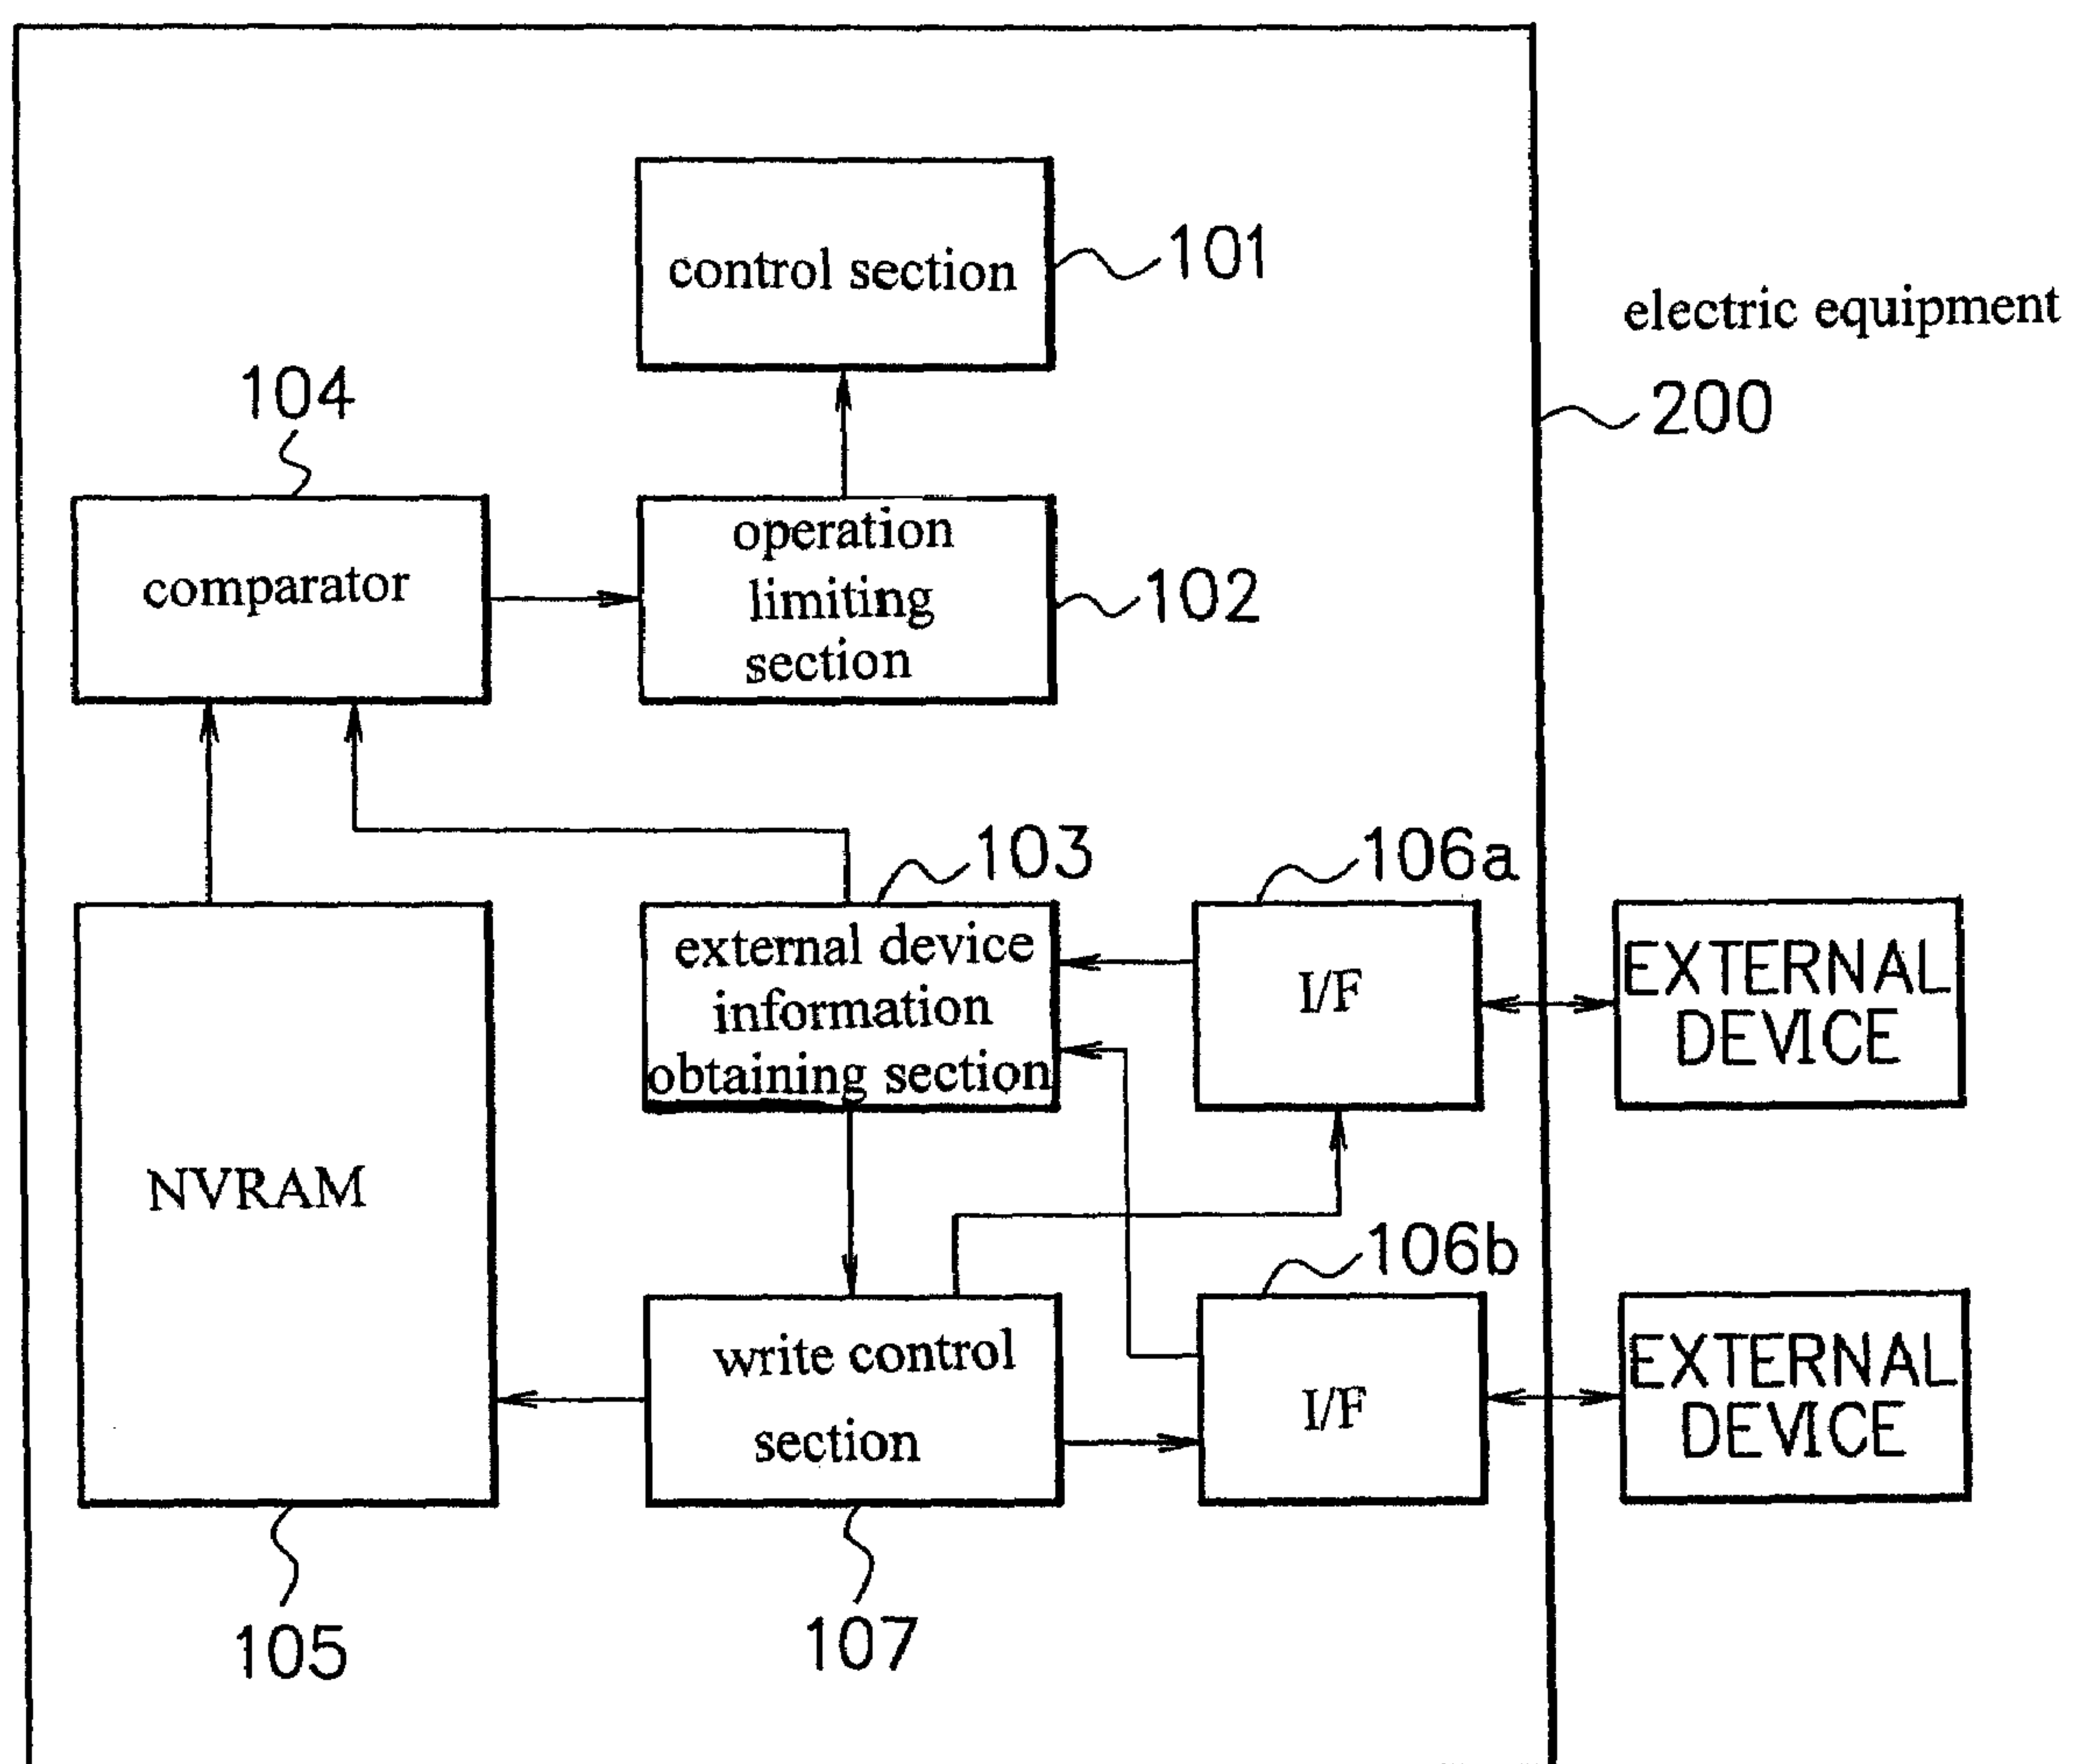 control section
101
electric equipment
200
104
comparator
operation
limiting
section
102
103
106a
external device
information
obtaining section
I/F
EXTERNAL
DEVICE
NVRAM
106b
write control
section
I/F
EXTERNAL
DEVICE
105
107